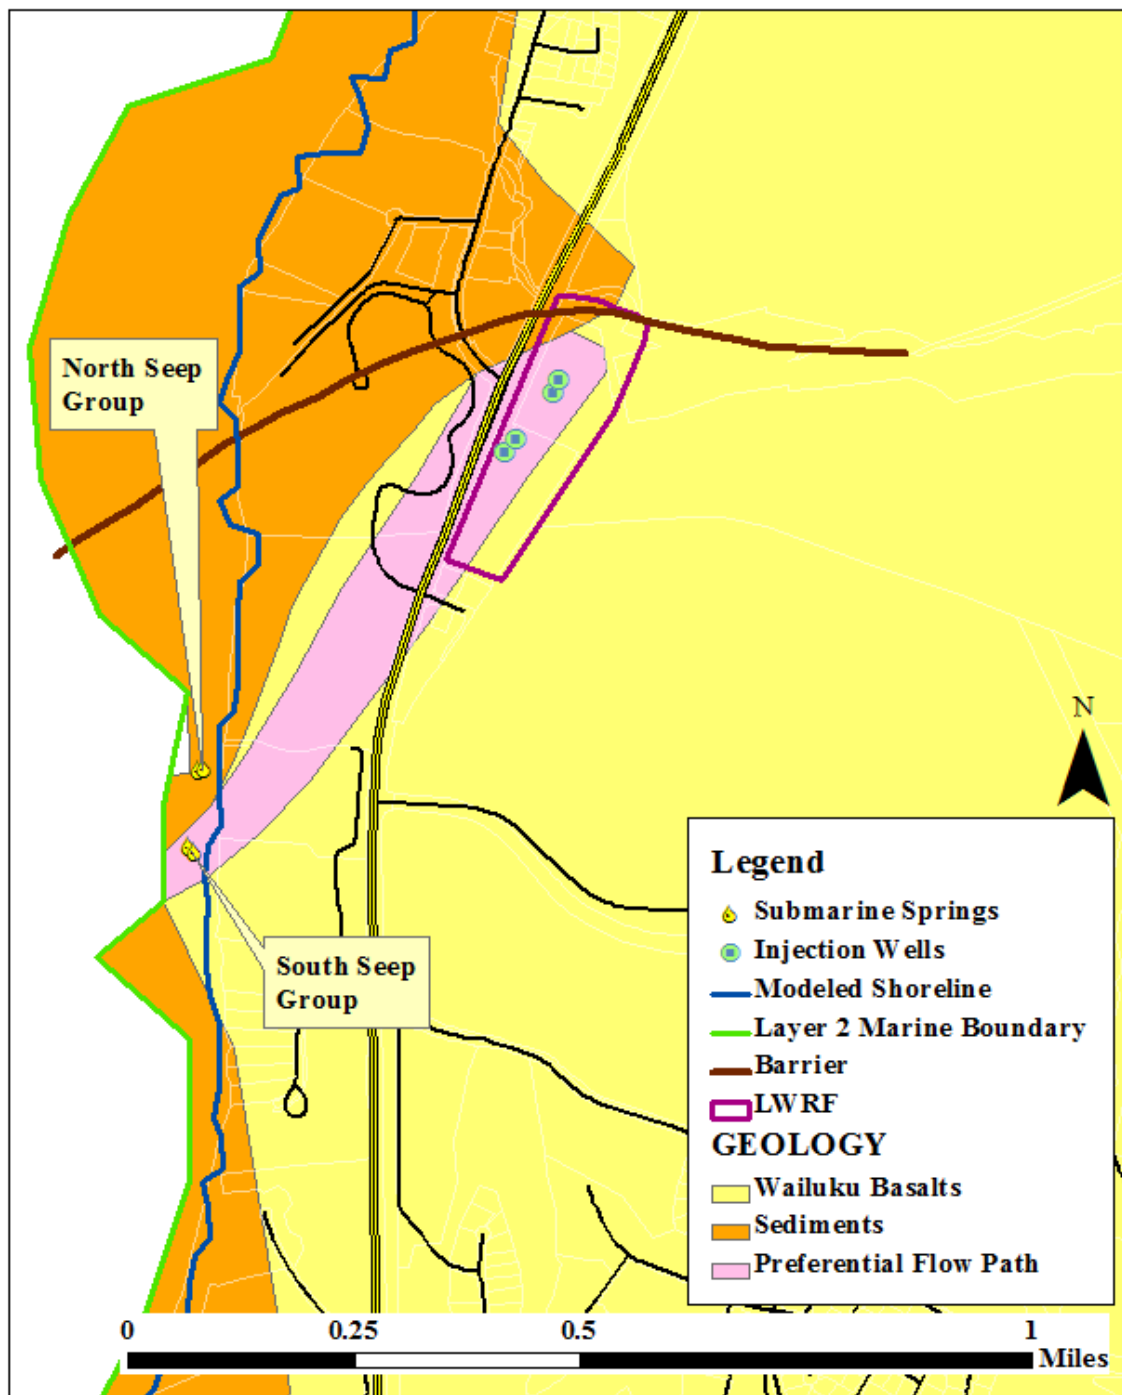 North Seep
Group
South Seep
Group
N
Legend
Submarine Springs
Injection Wells
Modeled Shoreline
Layer 2 Marine Boundary
Barrier
LWRF
GEOLOGY
Wailuku Basalts
Sediments
Preferential Flow Path
0 0.25 0.5 1
Miles